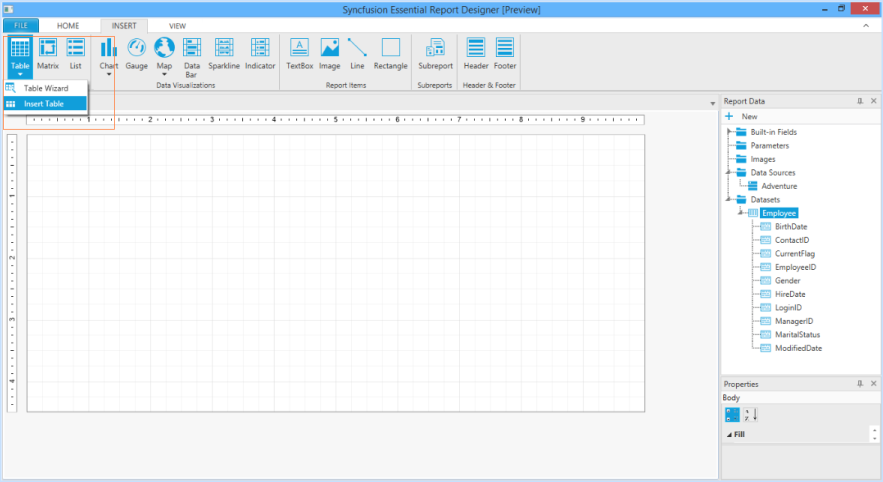 Syncfusion Essential Report Designer [Preview]
FILE HOME INSERT VIEW
Table Matrix List Chart Gauge Map Data Bar Sparkline Indicator TextBox Image Line Rectangle Subreport Header Footer
Data Visualizations Report Items Subreports Header & Footer
Table Wizard
Insert Table
1 2 3 4 5 6 7 8 9
1
2
3
4
Report Data
New
Built-in Fields
Parameters
Images
Data Sources
Adventure
Datasets
Employee
BirthDate
ContactID
CurrentFlag
EmployeeID
Gender
HireDate
LoginID
ManagerID
MaritalStatus
ModifiedDate
Properties
Body
Fill